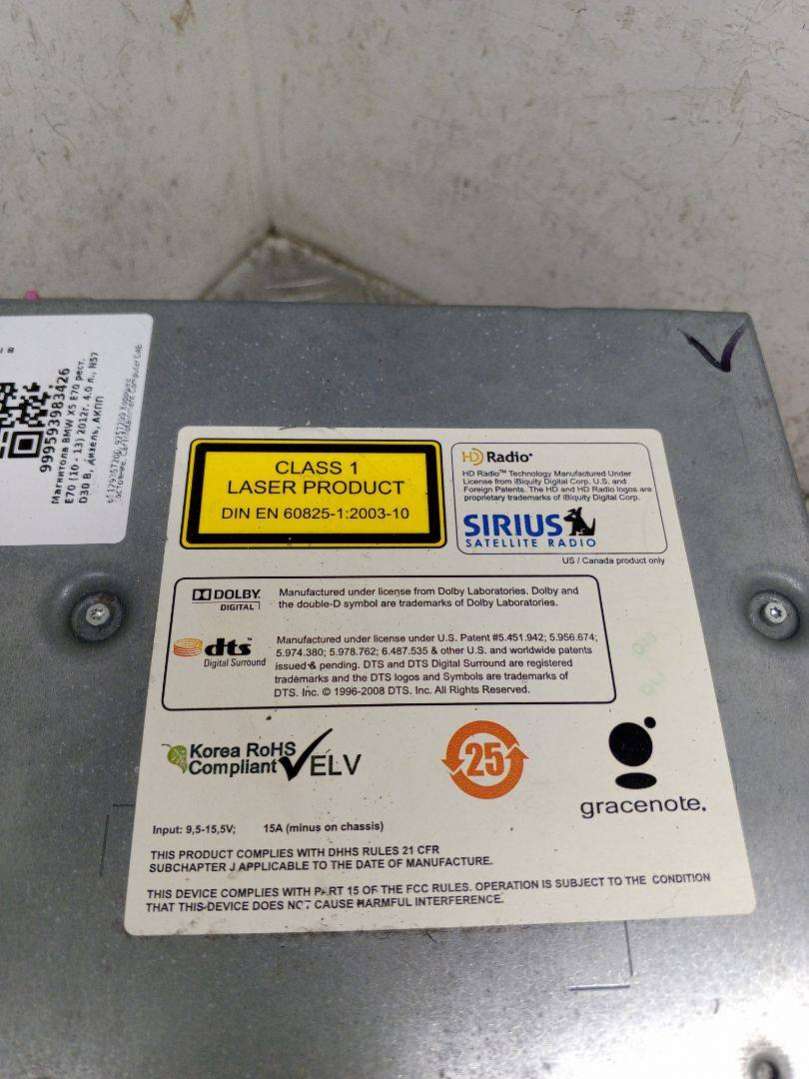 999593983426
Магнитола BMW X5 E70 рест.
E70 (10 - 13) 2012г. 4.0 л., N57
D30 B, дизель, АКПП
CLASS 1
LASER PRODUCT
DIN EN 60825-1:2003-10
HD Radio
HD Radio™ Technology Manufactured Under
License from iBiquity Digital Corp. U.S. and
Foreign Patents. The HD and HD Radio logos are
proprietary trademarks of iBiquity Digital Corp.
SIRIUS
SATELLITE RADIO
US / Canada product only
DOLBY
DIGITAL
Manufactured under license from Dolby Laboratories. Dolby and
the double-D symbol are trademarks of Dolby Laboratories.
dts™
Digital Surround
Manufactured under license under U.S. Patent #5.451.942; 5.956.674;
5.974.380; 5.978.762; 6.487.535 & other U.S. and worldwide patents
issued & pending. DTS and DTS Digital Surround are registered
trademarks and the DTS logos and Symbols are trademarks of
DTS. Inc. © 1996-2008 DTS. Inc. All Rights Reserved.
Korea RoHS
Compliant
ELV
25
gracenote.
Input: 9,5-15,5V; 15A (minus on chassis)
THIS PRODUCT COMPLIES WITH DHHS RULES 21 CFR
SUBCHAPTER J APPLICABLE TO THE DATE OF MANUFACTURE.
THIS DEVICE COMPLIES WITH PART 15 OF THE FCC RULES. OPERATION IS SUBJECT TO THE CONDITION
THAT THIS DEVICE DOES NOT CAUSE HARMFUL INTERFERENCE.